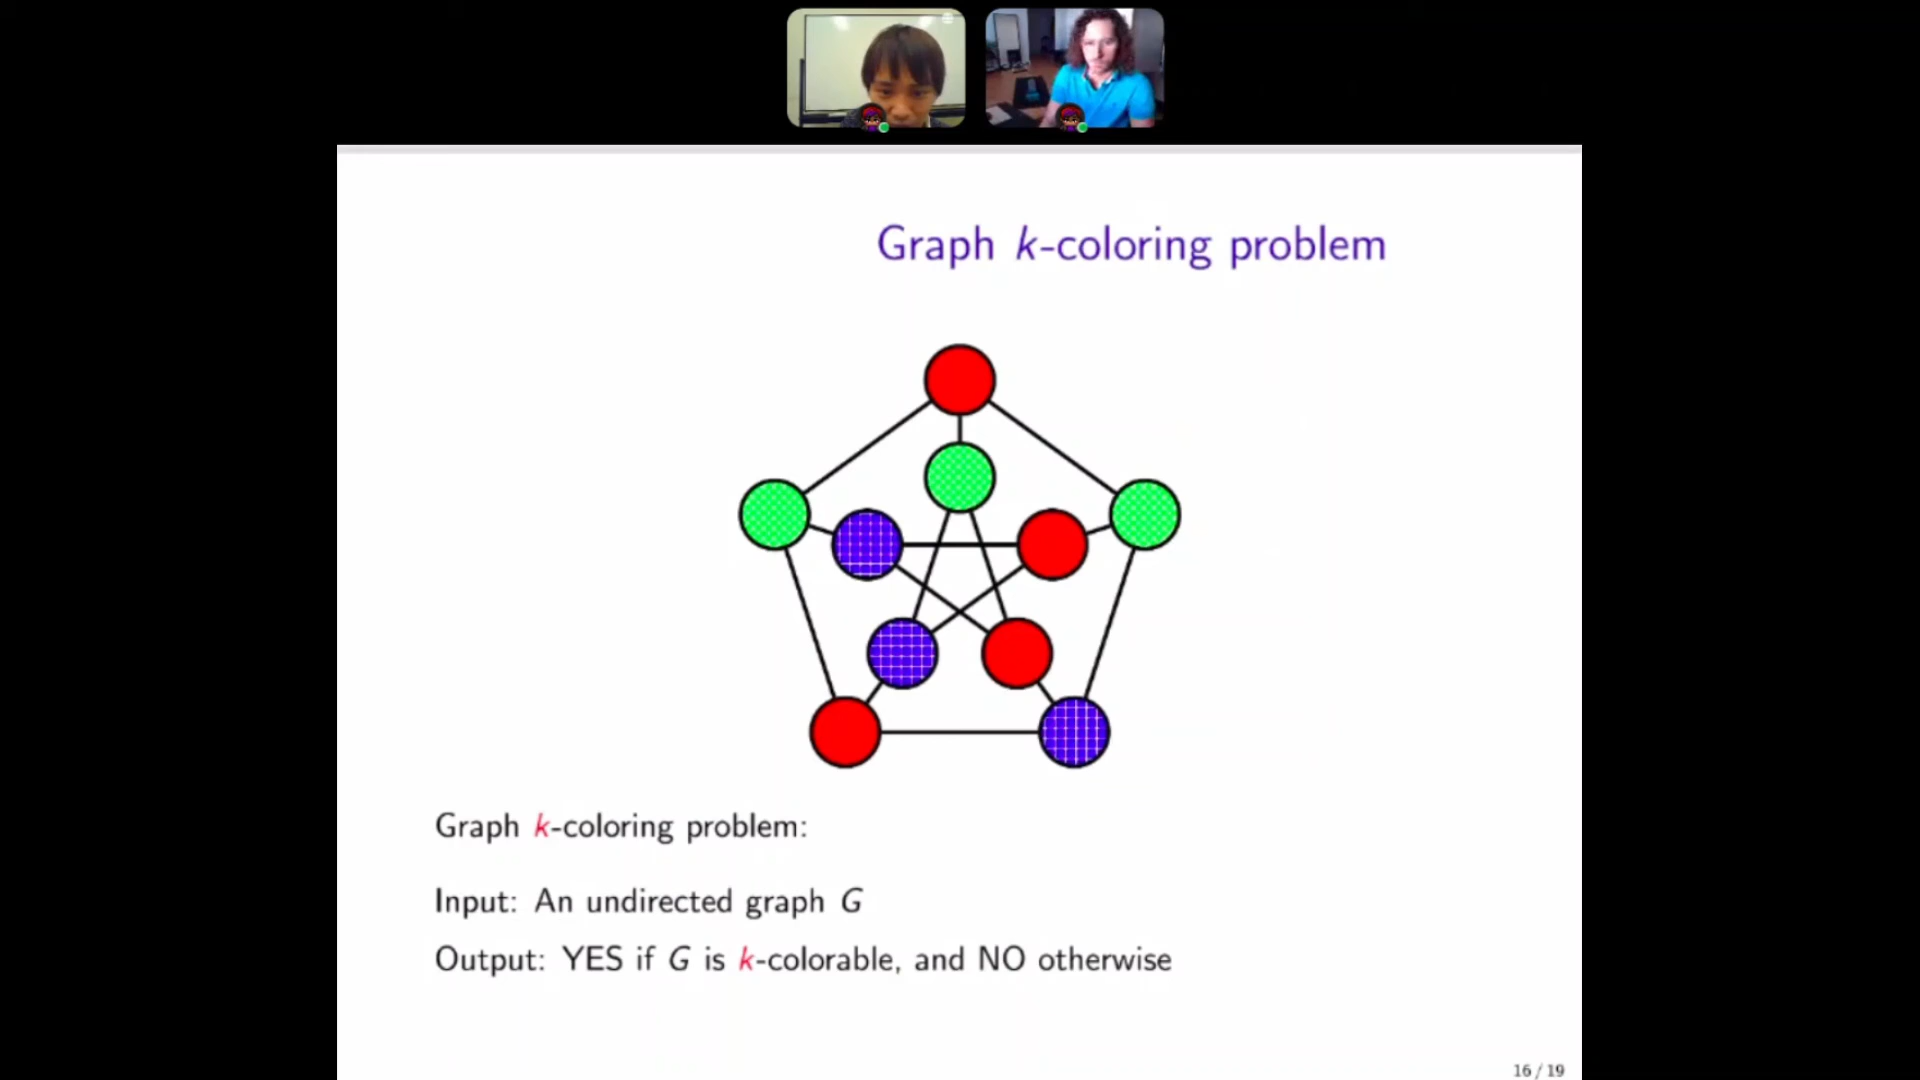 Graph k-coloring problem
Graph k-coloring problem:
Input: An undirected graph G
Output: YES if G is k-colorable, and NO otherwise
16 / 19